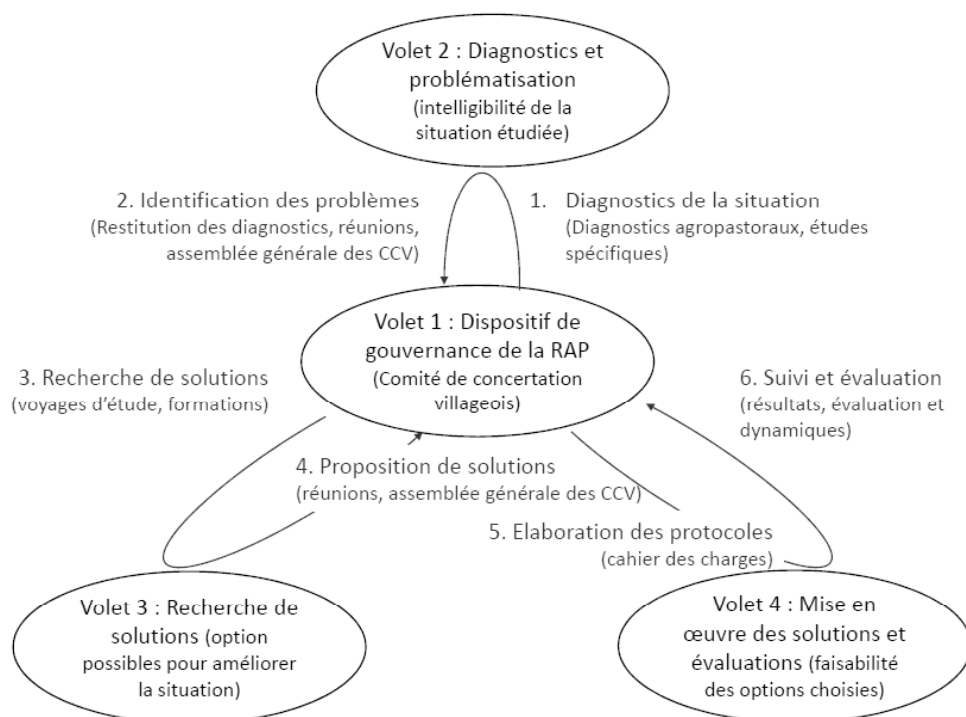 Volet 2 : Diagnostics et
problématisation
(intelligibilité de la
situation étudiée)
2. Identification des problèmes
(Restitution des diagnostics, réunions,
assemblée générale des CCV)
1. Diagnostics de la situation
(Diagnostics agropastoraux, études
spécifiques)
Volet 1 : Dispositif de
gouvernance de la RAP
(Comité de concertation
villageois)
3. Recherche de solutions
(voyages d'étude, formations)
6. Suivi et évaluation
(résultats, évaluation et
dynamiques)
4. Proposition de solutions
(réunions, assemblée générale des CCV)
5. Elaboration des protocoles
(cahier des charges)
Volet 3 : Recherche de
solutions (option
possibles pour améliorer
la situation)
Volet 4 : Mise en
œuvre des solutions et
évaluations (faisabilité
des options choisies)